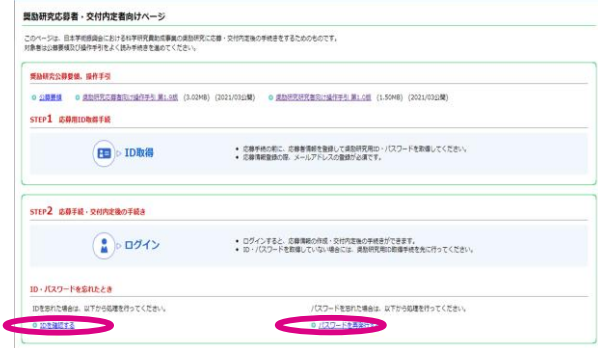 奨励研究応募者・交付内定者向けページ
このページは、日本学術振興会における科学研究費助成事業の奨励研究に応募・交付内定後の手続きをするためのものです。
対象者は公募要領及び操作手引をよく読み手続きを進めてください。
奨励研究公募要領、操作手引
公募要領 奨励研究応募者向け操作手引 第1.9版 (3.02MB) (2021/03公開) 奨励研究研究者向け操作手引 第1.0版 (1.50MB) (2021/03公開)
STEP1 応募用ID取得手続
ID取得
応募手続の前に、応募者情報を登録して奨励研究用ID・パスワードを取得してください。
応募情報登録の際、メールアドレスの登録が必須です。
STEP2 応募手続・交付内定後の手続き
ログイン
ログインすると、応募情報の作成・交付内定後の手続きができます。
ID・パスワードを取得していない場合には、奨励研究用ID取得手続を先に行ってください。
ID・パスワードを忘れたとき
IDを忘れた場合は、以下から処理を行ってください。 パスワードを忘れた場合は、以下から処理を行ってください。
IDを確認する パスワードを再発行